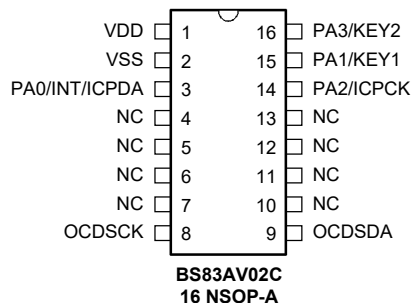 VDD 1 16 PA3/KEY2
VSS 2 15 PA1/KEY1
PA0/INT/ICPDA 3 14 PA2/ICPCK
NC 4 13 NC
NC 5 12 NC
NC 6 11 NC
NC 7 10 NC
OCDSCK 8 9 OCDSDA
BS83AV02C
16 NSOP-A